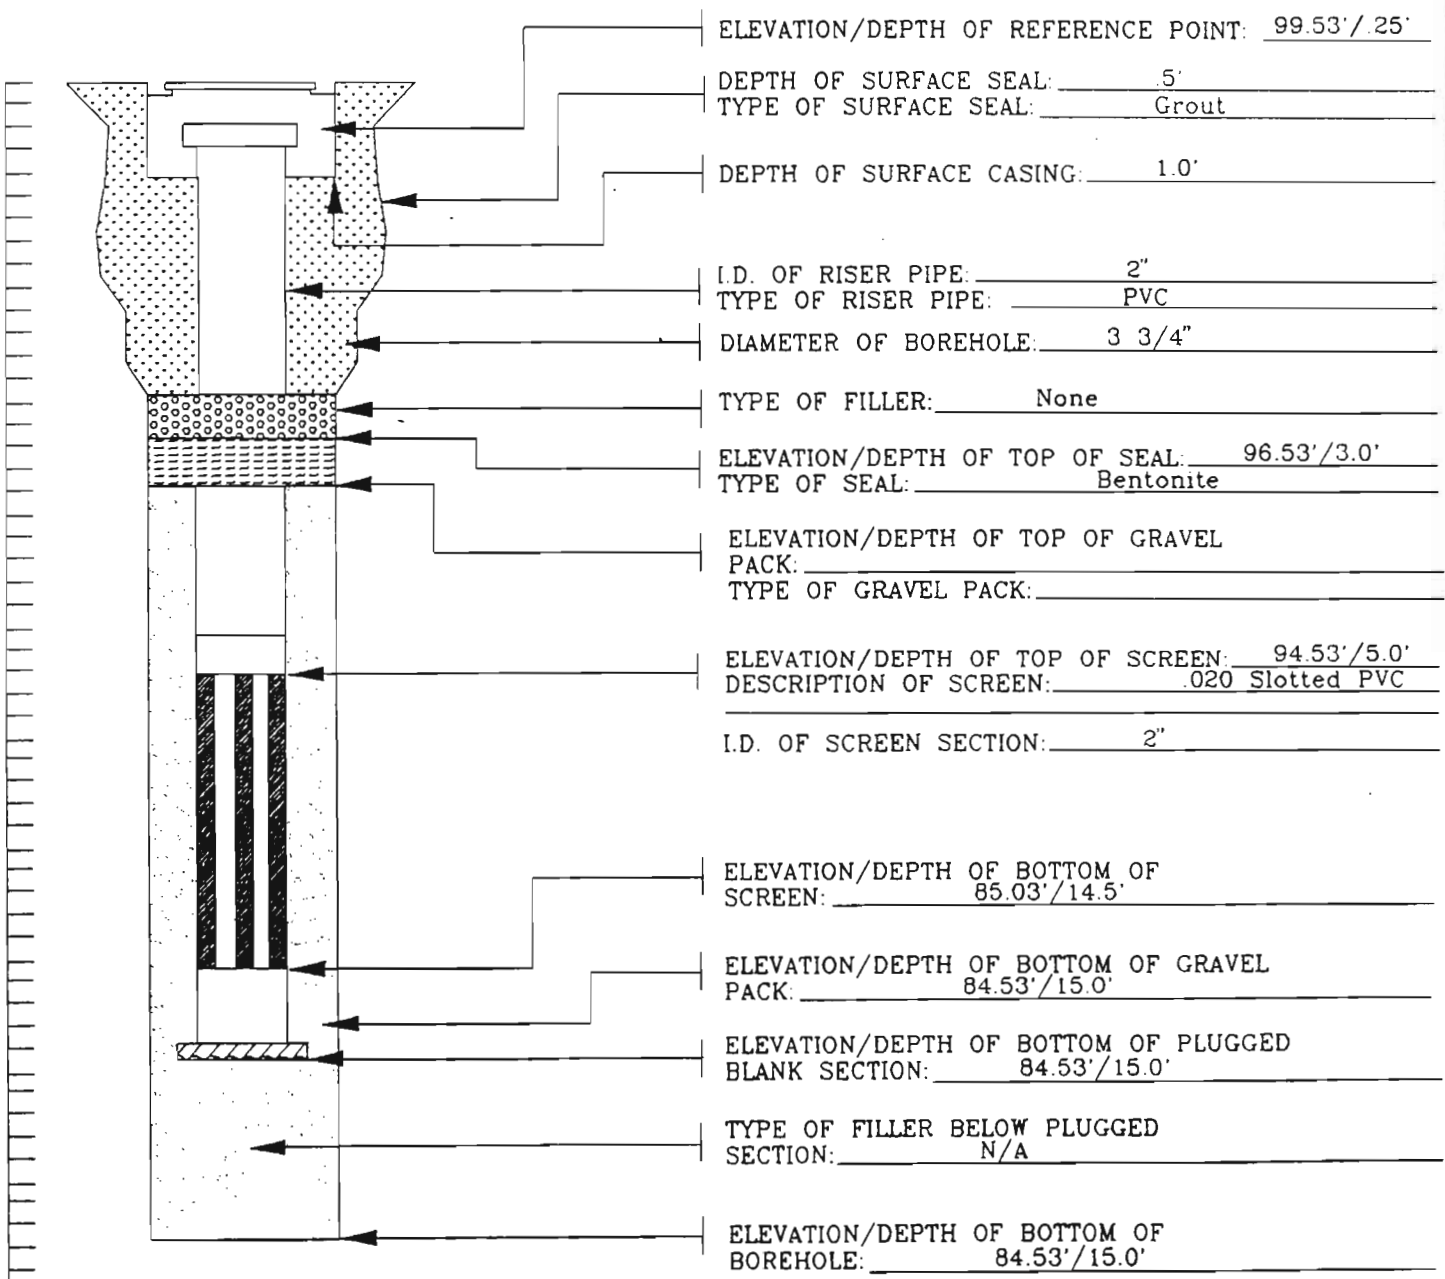 ELEVATION/DEPTH OF REFERENCE POINT: 99.53'/.25'
DEPTH OF SURFACE SEAL: .5'
TYPE OF SURFACE SEAL: Grout
DEPTH OF SURFACE CASING: 1.0'
I.D. OF RISER PIPE: 2"
TYPE OF RISER PIPE: PVC
DIAMETER OF BOREHOLE: 3 3/4"
TYPE OF FILLER: None
ELEVATION/DEPTH OF TOP OF SEAL: 96.53'/3.0'
TYPE OF SEAL: Bentonite
ELEVATION/DEPTH OF TOP OF GRAVEL
PACK:
TYPE OF GRAVEL PACK:
ELEVATION/DEPTH OF TOP OF SCREEN: 94.53'/5.0'
DESCRIPTION OF SCREEN: .020 Slotted PVC
I.D. OF SCREEN SECTION: 2"
ELEVATION/DEPTH OF BOTTOM OF
SCREEN: 85.03'/14.5'
ELEVATION/DEPTH OF BOTTOM OF GRAVEL
PACK: 84.53'/15.0'
ELEVATION/DEPTH OF BOTTOM OF PLUGGED
BLANK SECTION: 84.53'/15.0'
TYPE OF FILLER BELOW PLUGGED
SECTION: N/A
ELEVATION/DEPTH OF BOTTOM OF
BOREHOLE: 84.53'/15.0'